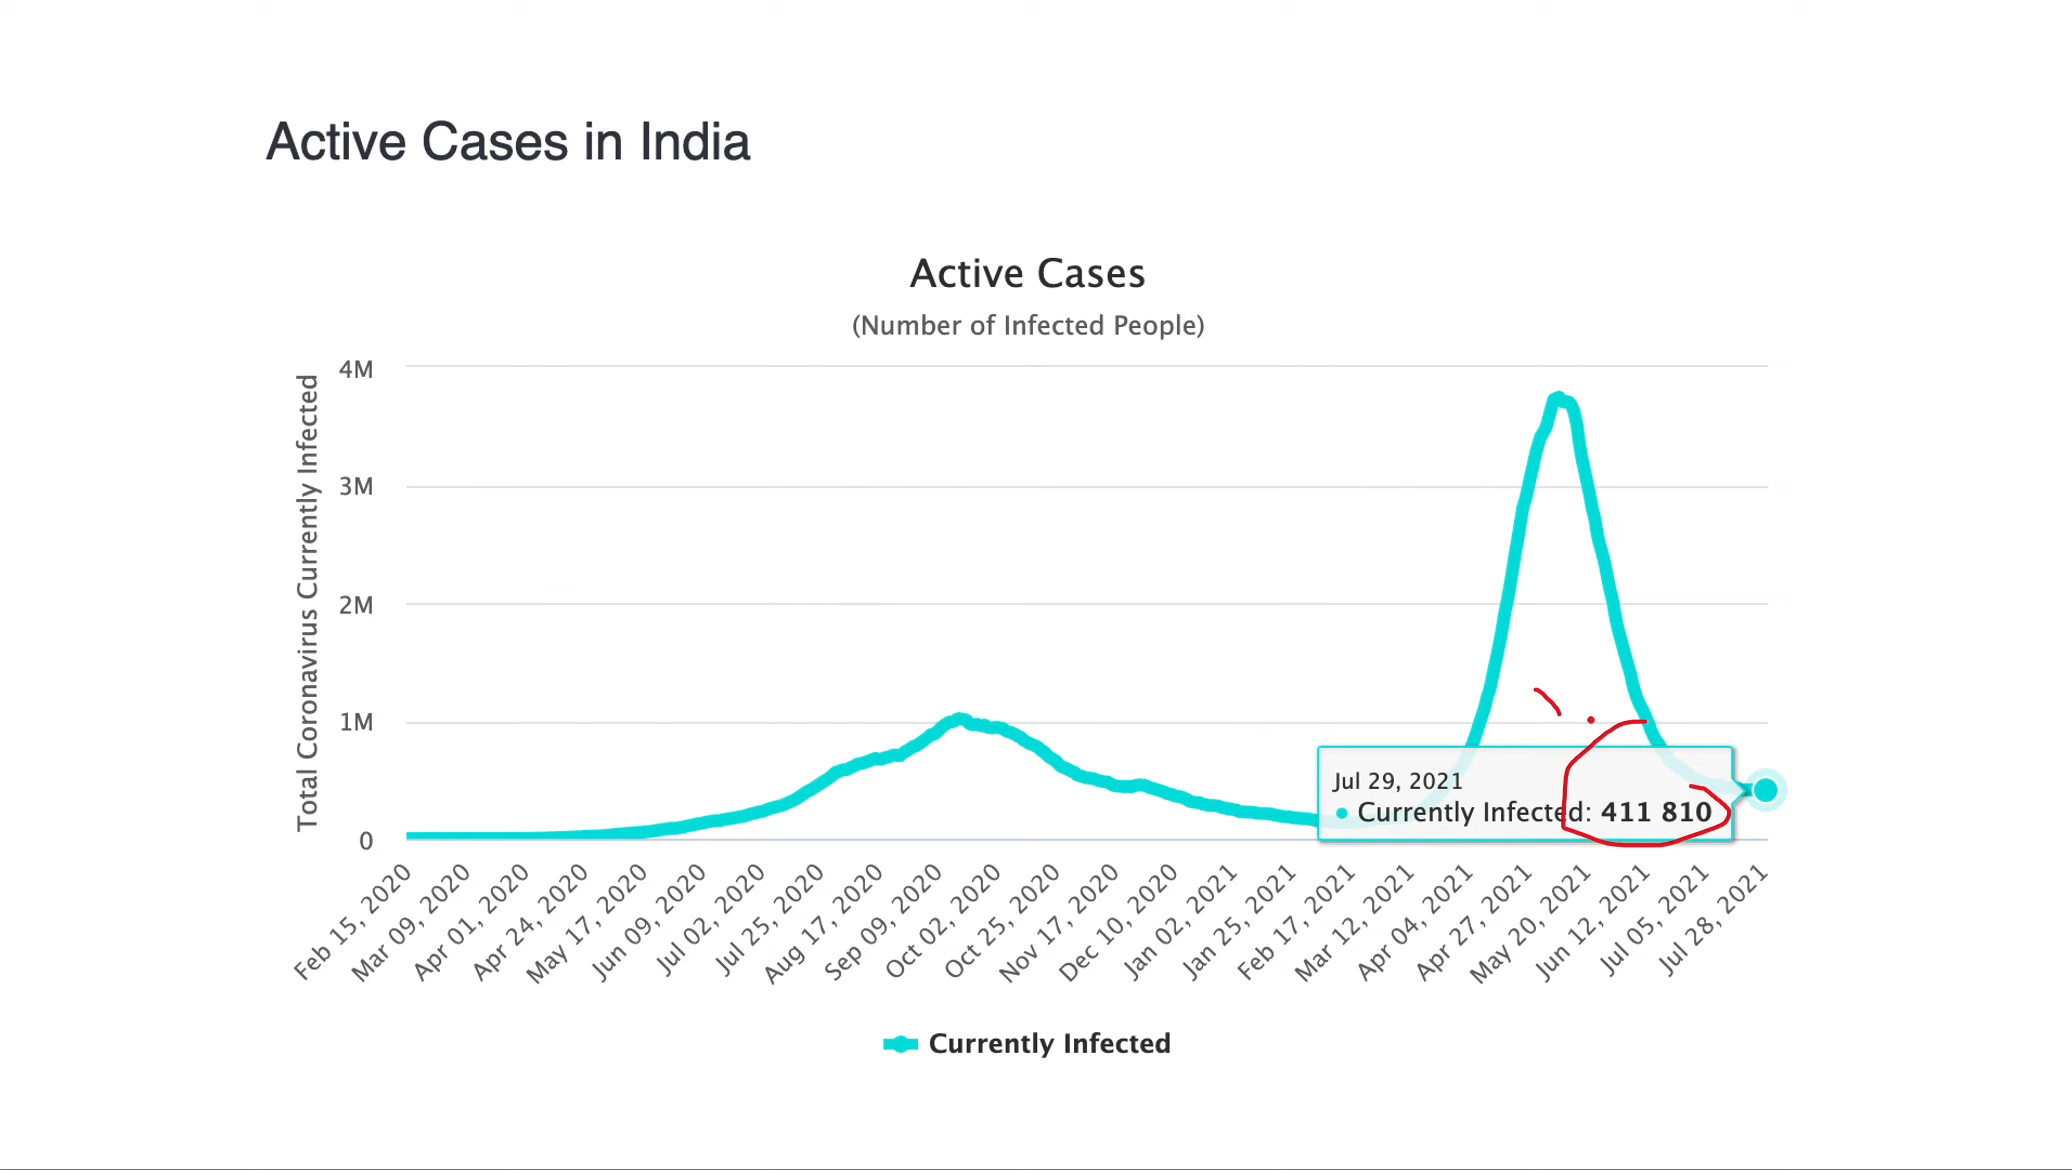 Active Cases in India
Active Cases
(Number of Infected People)
Total Coronavirus Currently Infected
4M
3M
2M
1M
0
Jul 29, 2021
Currently Infected: 411 810
Feb 15, 2020
Mar 09, 2020
Apr 01, 2020
Apr 24, 2020
May 17, 2020
Jun 09, 2020
Jul 02, 2020
Jul 25, 2020
Aug 17, 2020
Sep 09, 2020
Oct 02, 2020
Oct 25, 2020
Nov 17, 2020
Dec 10, 2020
Jan 02, 2021
Jan 25, 2021
Feb 17, 2021
Mar 12, 2021
Apr 04, 2021
Apr 27, 2021
May 20, 2021
Jun 12, 2021
Jul 05, 2021
Jul 28, 2021
Currently Infected